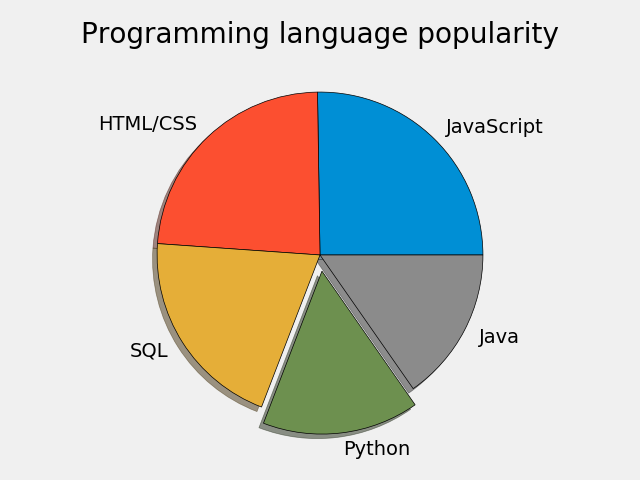 Programming language popularity
HTML/CSS
JavaScript
SQL
Java
Python